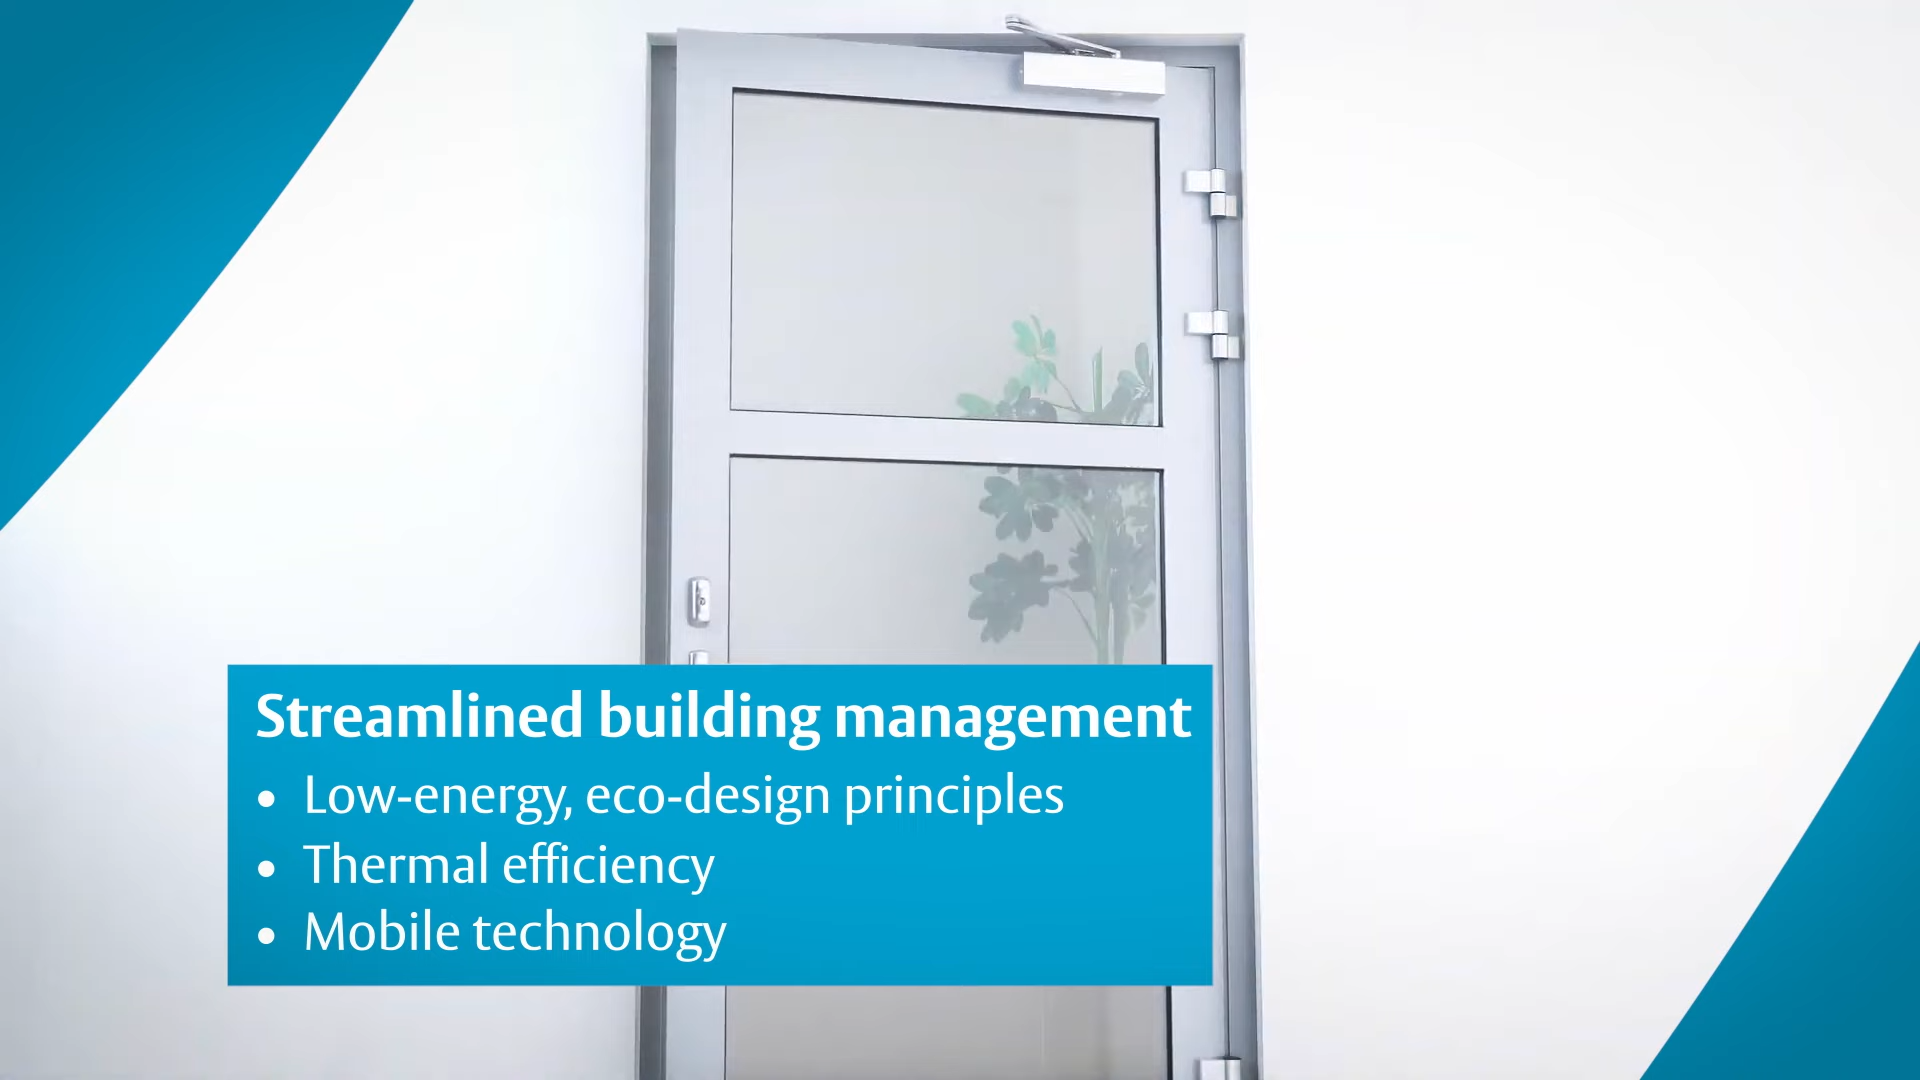 Streamlined building management
• Low-energy, eco-design principles
• Thermal efficiency
• Mobile technology